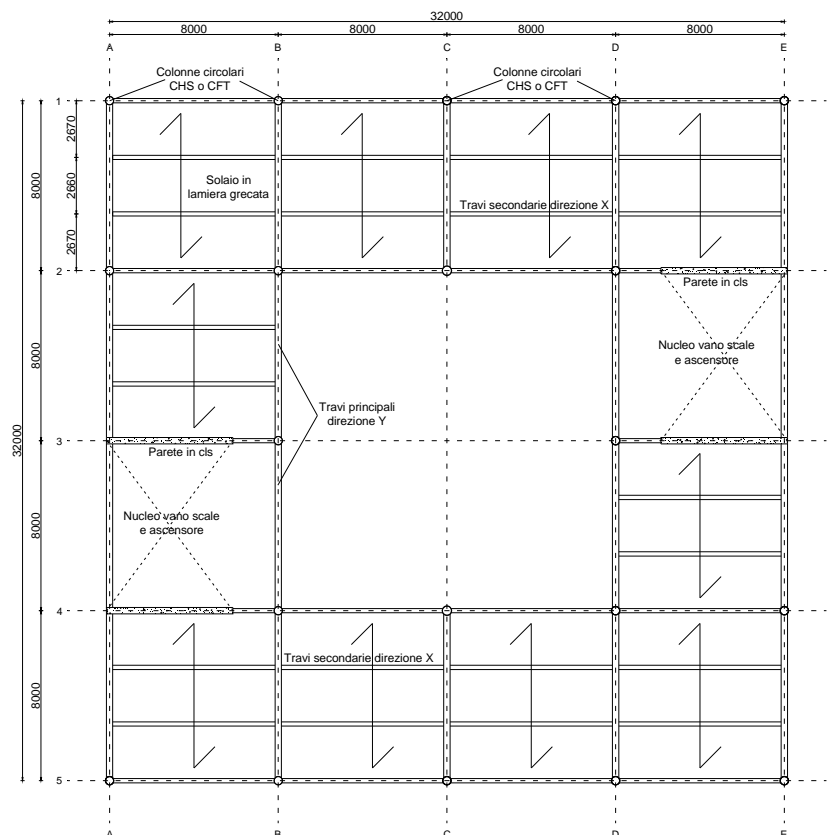 32000
8000
8000
8000
8000
A
B
C
D
E
Colonne circolari
CHS o CFT
Colonne circolari
CHS o CFT
1
2670
Solaio in
lamiera grecata
8000
2660
Travi secondarie direzione X
2670
2
Parete in cls
8000
Nucleo vano scale
e ascensore
Travi principali
direzione Y
32000
3
Parete in cls
Nucleo vano scale
e ascensore
8000
4
Travi secondarie direzione X
8000
5
A
B
C
D
E